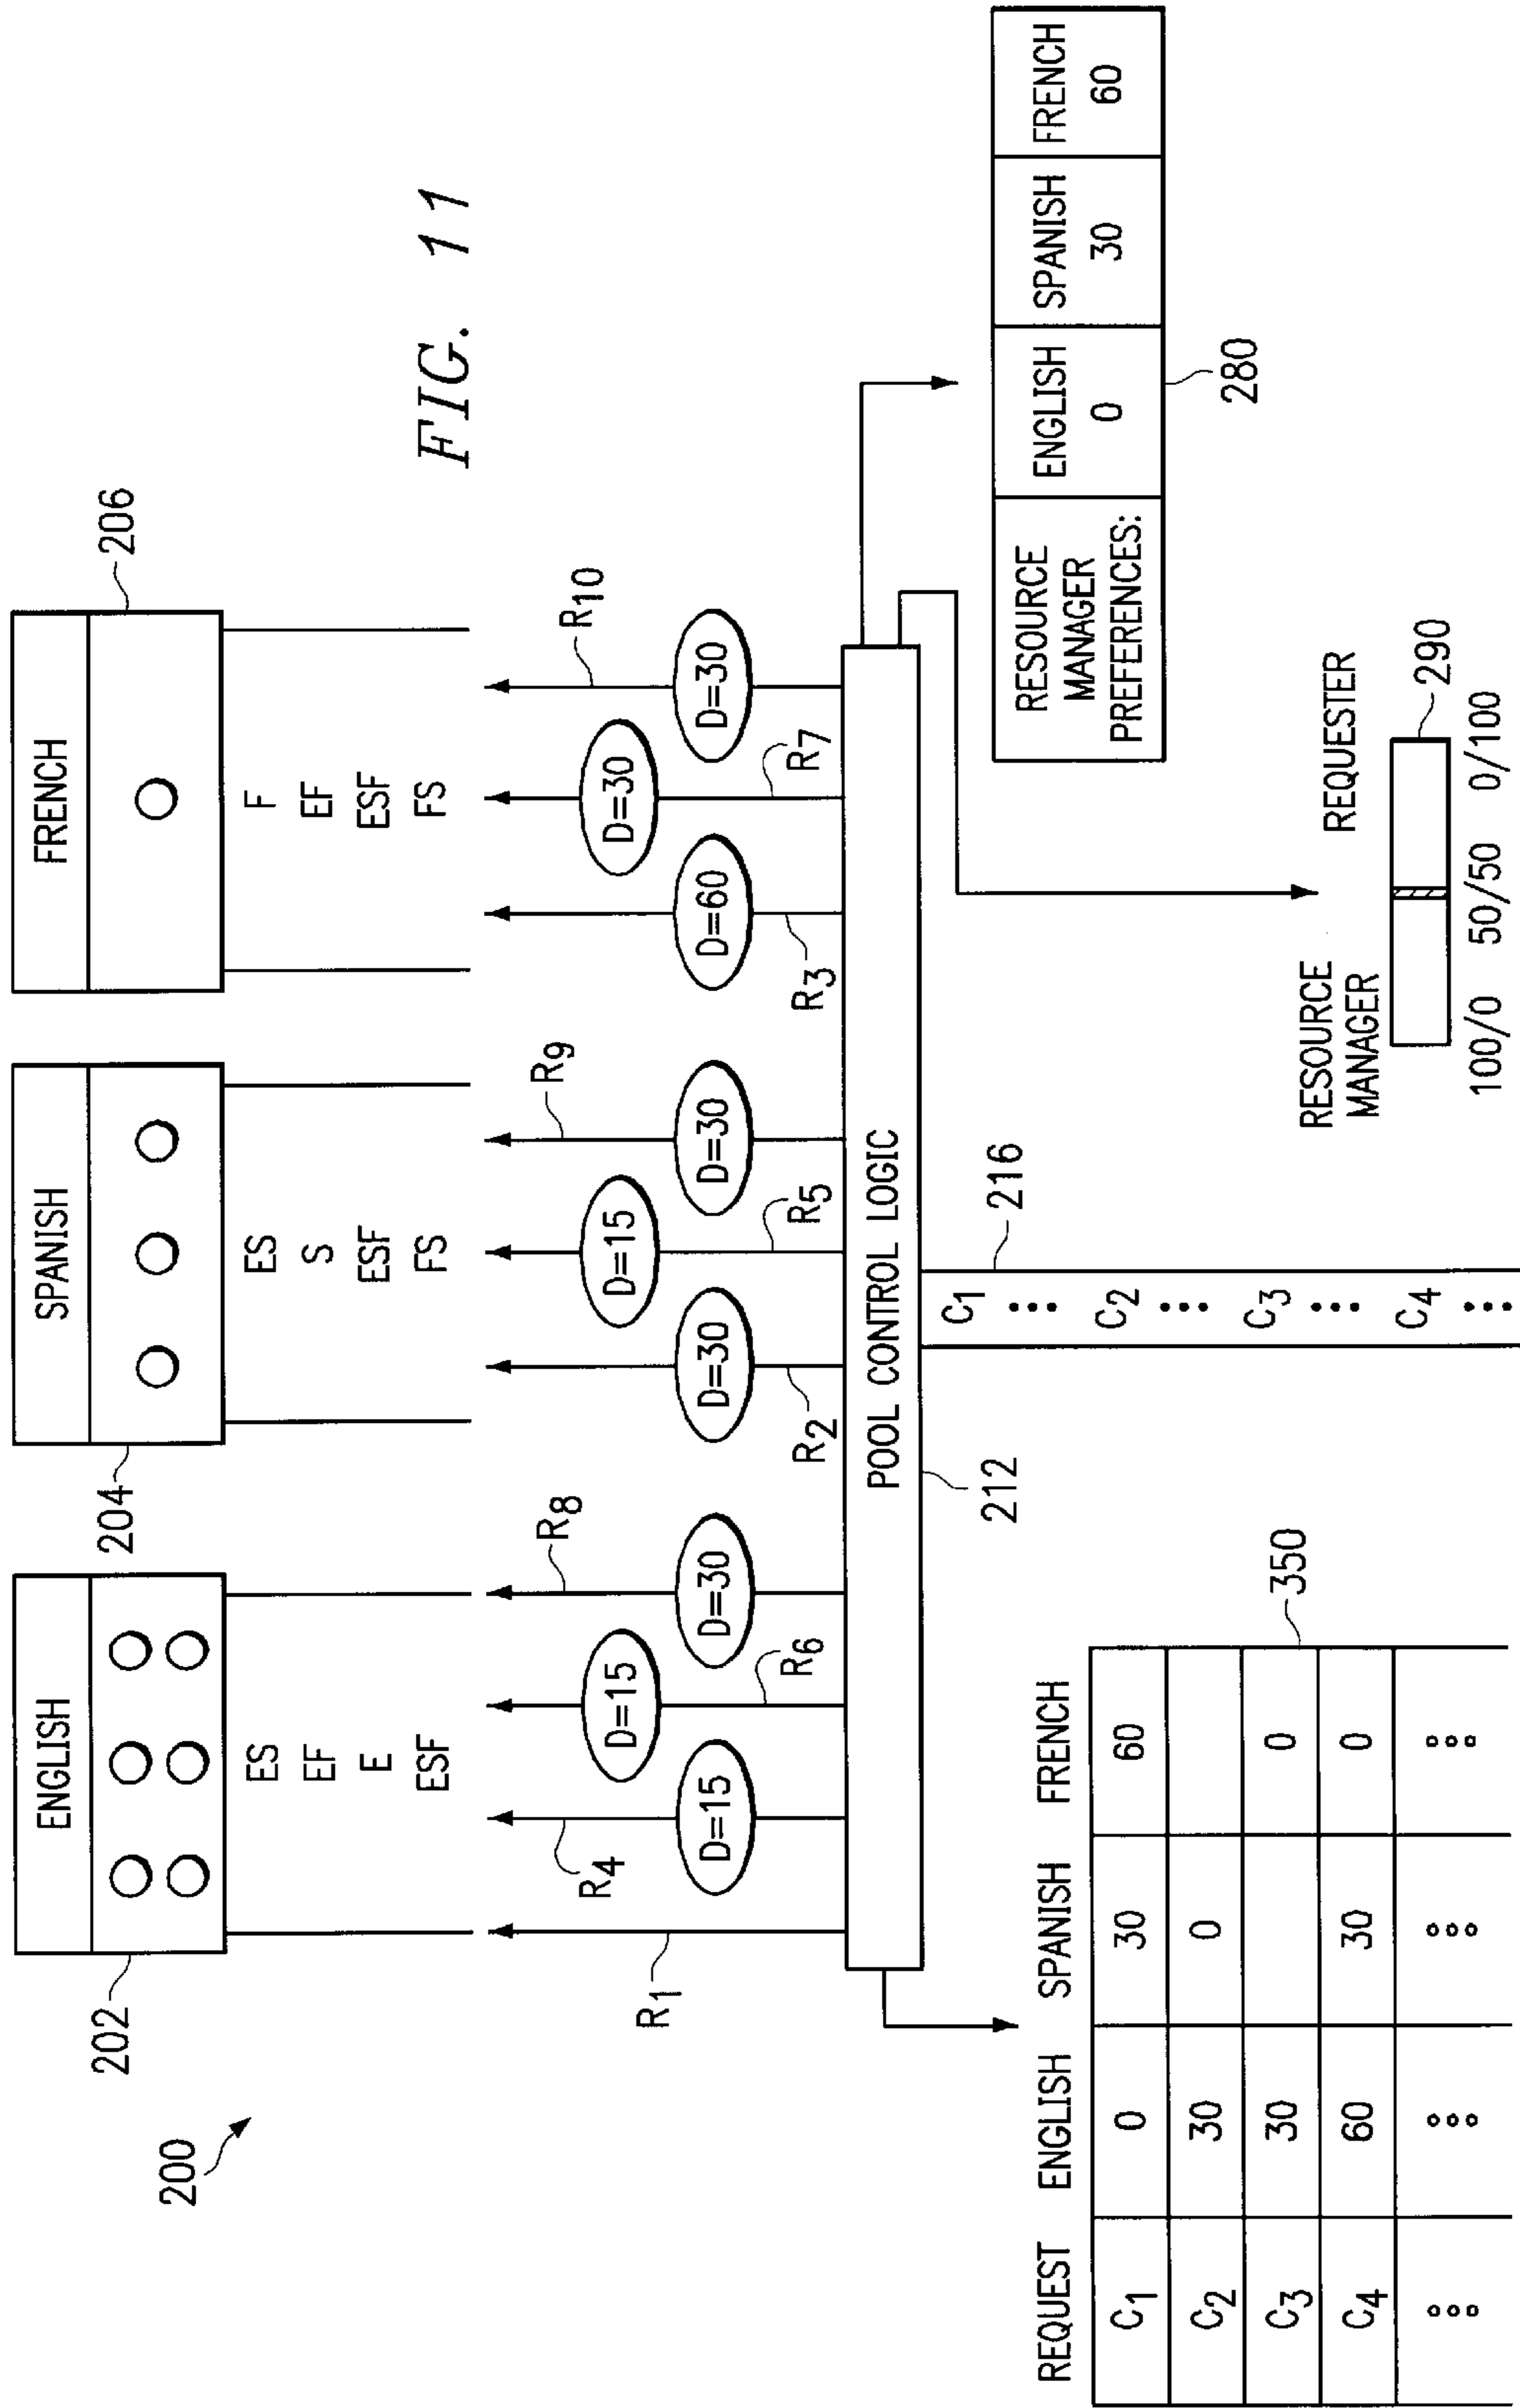 FIG. 11
200
202
ENGLISH
ES
EF
E
ESF
204
SPANISH
ES
S
ESF
FS
206
FRENCH
F
EF
ESF
FS
R1
R4
D=15
R6
D=15
R8
D=30
R2
D=30
R5
D=15
R9
D=30
R3
D=60
R7
D=30
R10
D=30
POOL CONTROL LOGIC
212
216
C1
C2
C3
C4
REQUEST ENGLISH SPANISH FRENCH
C1 0 30 60
C2 30 0
C3 30 0
C4 60 30 0
350
RESOURCE MANAGER PREFERENCES:
ENGLISH SPANISH FRENCH
0 30 60
280
RESOURCE MANAGER
REQUESTER
290
100/0 50/50 0/100